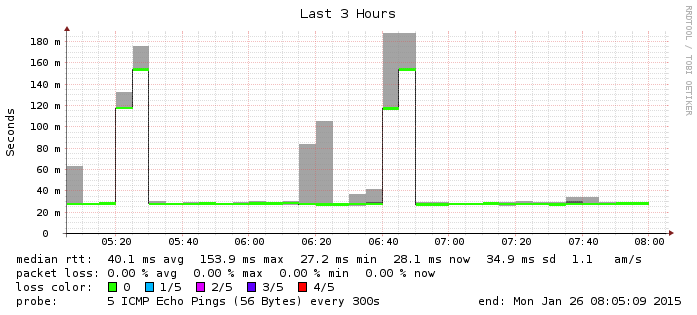 Last 3 Hours
RRDTOOL / TOBI OETIKER
Seconds
180 m
160 m
140 m
120 m
100 m
80 m
60 m
40 m
20 m
0
05:20 05:40 06:00 06:20 06:40 07:00 07:20 07:40 08:00
median rtt: 40.1 ms avg 153.9 ms max 27.2 ms min 28.1 ms now 34.9 ms sd 1.1 am/s
packet loss: 0.00 % avg 0.00 % max 0.00 % min 0.00 % now
loss color: 0 1/5 2/5 3/5 4/5
probe: 5 ICMP Echo Pings (56 Bytes) every 300s end: Mon Jan 26 08:05:09 2015